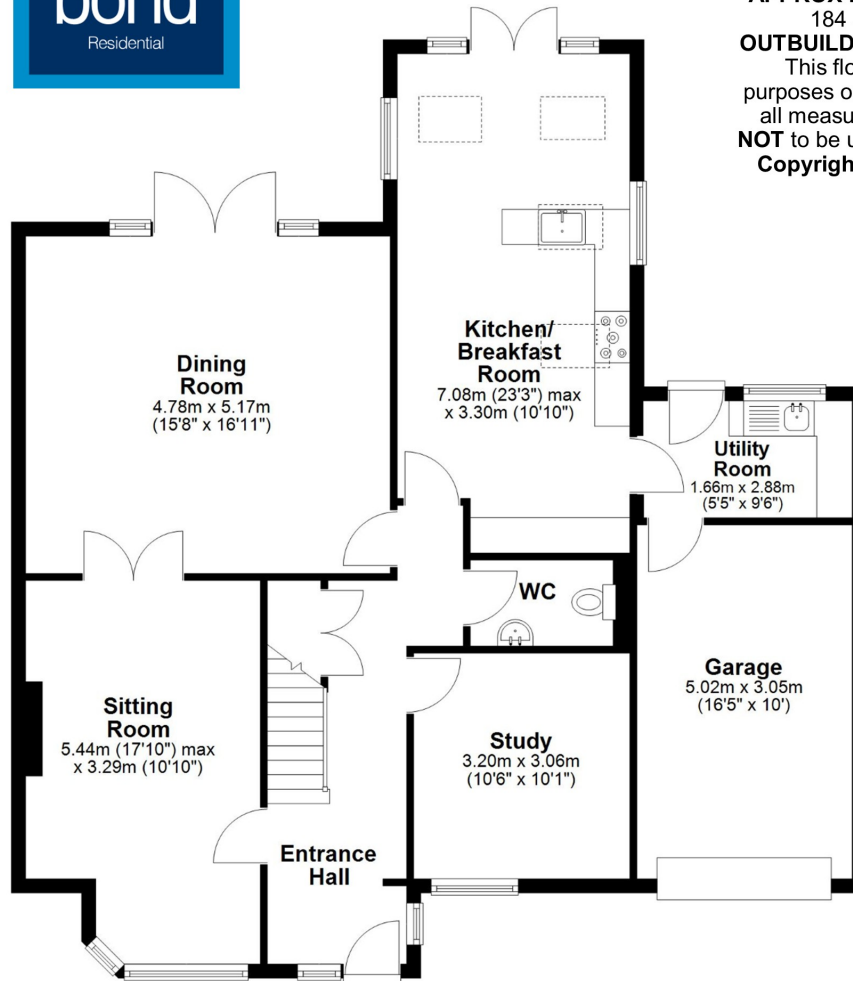 Residential
184
OUTBUILD
This flo
purposes o
all measu
NOT to be u
Copyrigh
Kitchen/
Breakfast
Room
7.08m (23'3") max
x 3.30m (10'10")
Dining
Room
4.78m x 5.17m
(15'8" x 16'11")
Utility
Room
1.66m x 2.88m
(5'5" x 9'6")
WC
Garage
5.02m x 3.05m
(16'5" x 10')
Sitting
Room
5.44m (17'10") max
x 3.29m (10'10")
Study
3.20m x 3.06m
(10'6" x 10'1")
Entrance
Hall